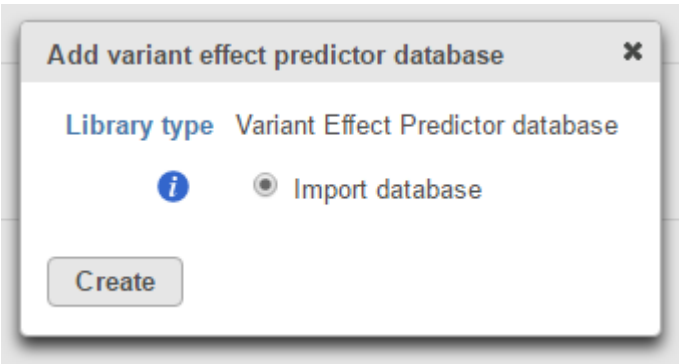 Add variant effect predictor database
Library type Variant Effect Predictor database
Import database
Create